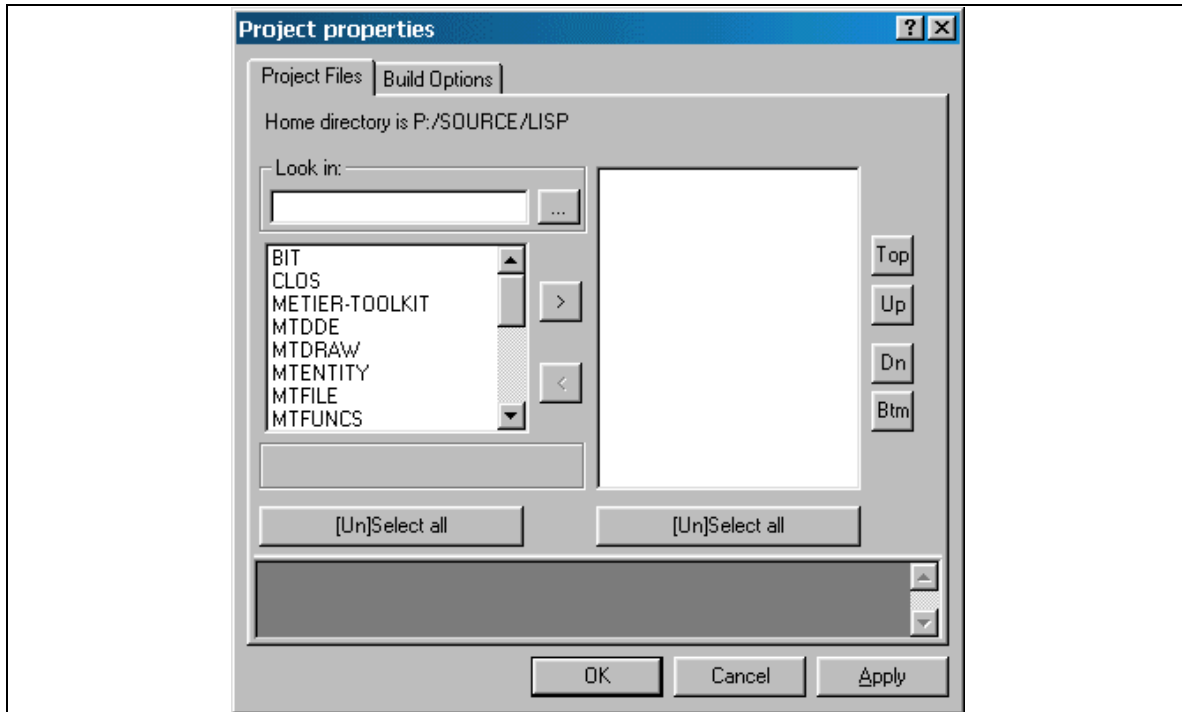 Project properties
Project Files
Build Options
Home directory is P:/SOURCE/LISP
Look in:
...
BIT
CLOS
METIER-TOOLKIT
MTDDE
MTDRAW
MTENTITY
MTFILE
MTFUNCS
>
<
Top
Up
Dn
Btm
[Un]Select all
[Un]Select all
OK
Cancel
Apply